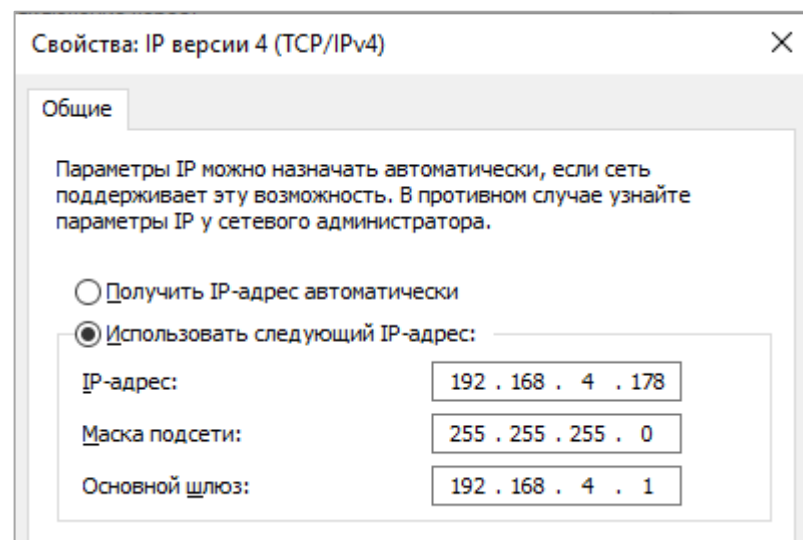 Свойства: IP версии 4 (TCP/IPv4)
Общие
Параметры IP можно назначать автоматически, если сеть
поддерживает эту возможность. В противном случае узнайте
параметры IP у сетевого администратора.
Получить IP-адрес автоматически
Использовать следующий IP-адрес:
IP-адрес: 192 . 168 . 4 . 178
Маска подсети: 255 . 255 . 255 . 0
Основной шлюз: 192 . 168 . 4 . 1